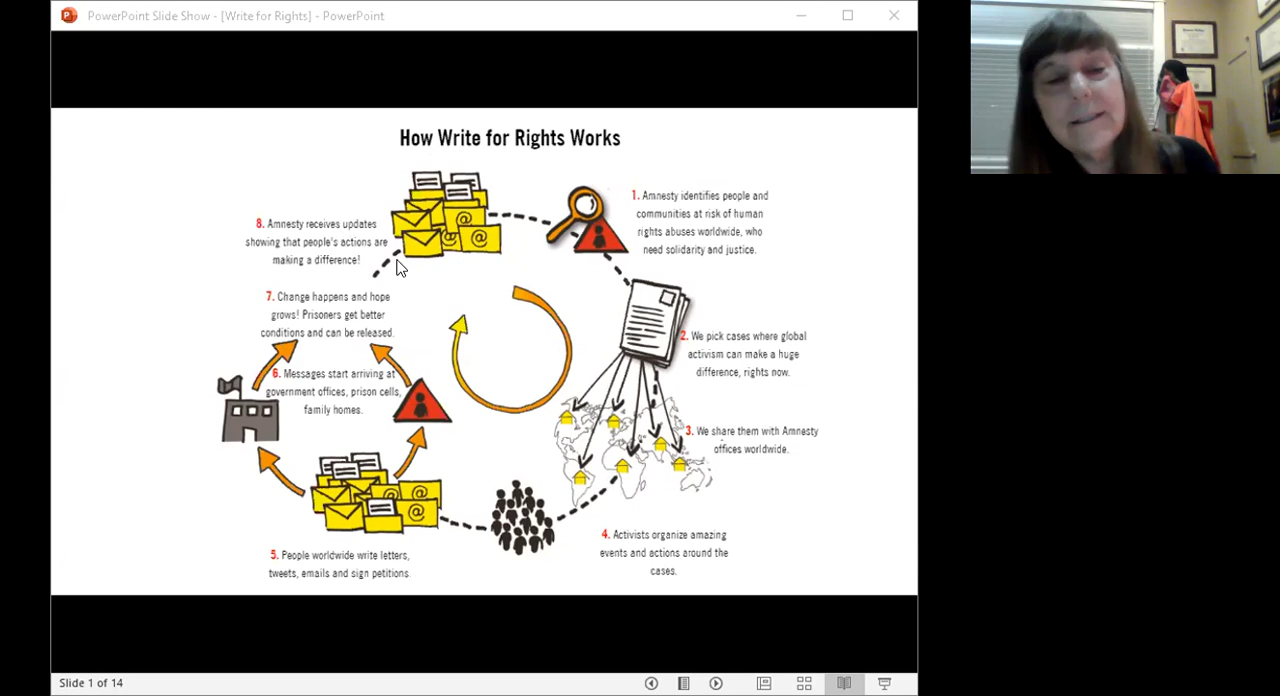 PowerPoint Slide Show - [Write for Rights] - PowerPoint
How Write for Rights Works
1. Amnesty identifies people and
communities at risk of human
rights abuses worldwide, who
need solidarity and justice.
2. We pick cases where global
activism can make a huge
difference, rights now.
3. We share them with Amnesty
offices worldwide.
4. Activists organize amazing
events and actions around the
cases.
5. People worldwide write letters,
tweets, emails and sign petitions.
6. Messages start arriving at
government offices, prison cells,
family homes.
7. Change happens and hope
grows! Prisoners get better
conditions and can be released.
8. Amnesty receives updates
showing that people's actions are
making a difference!
Slide 1 of 14